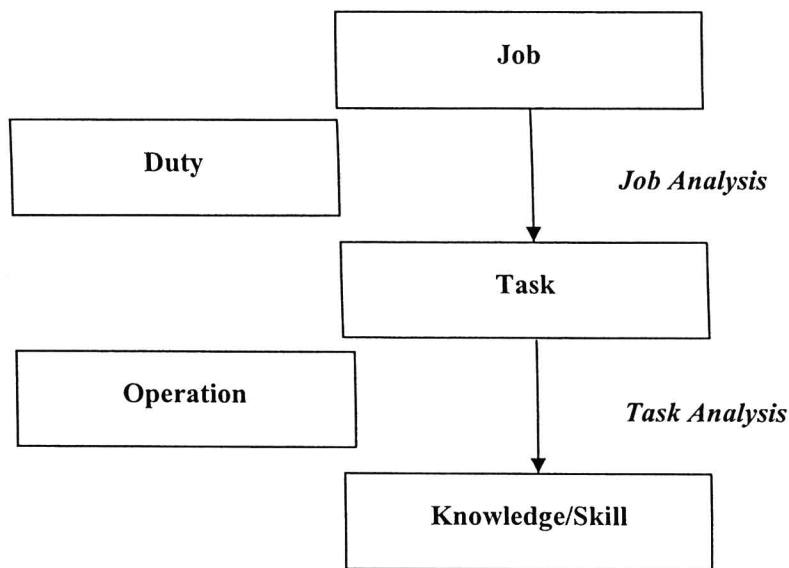 Job
Duty
Job Analysis
Task
Operation
Task Analysis
Knowledge/Skill